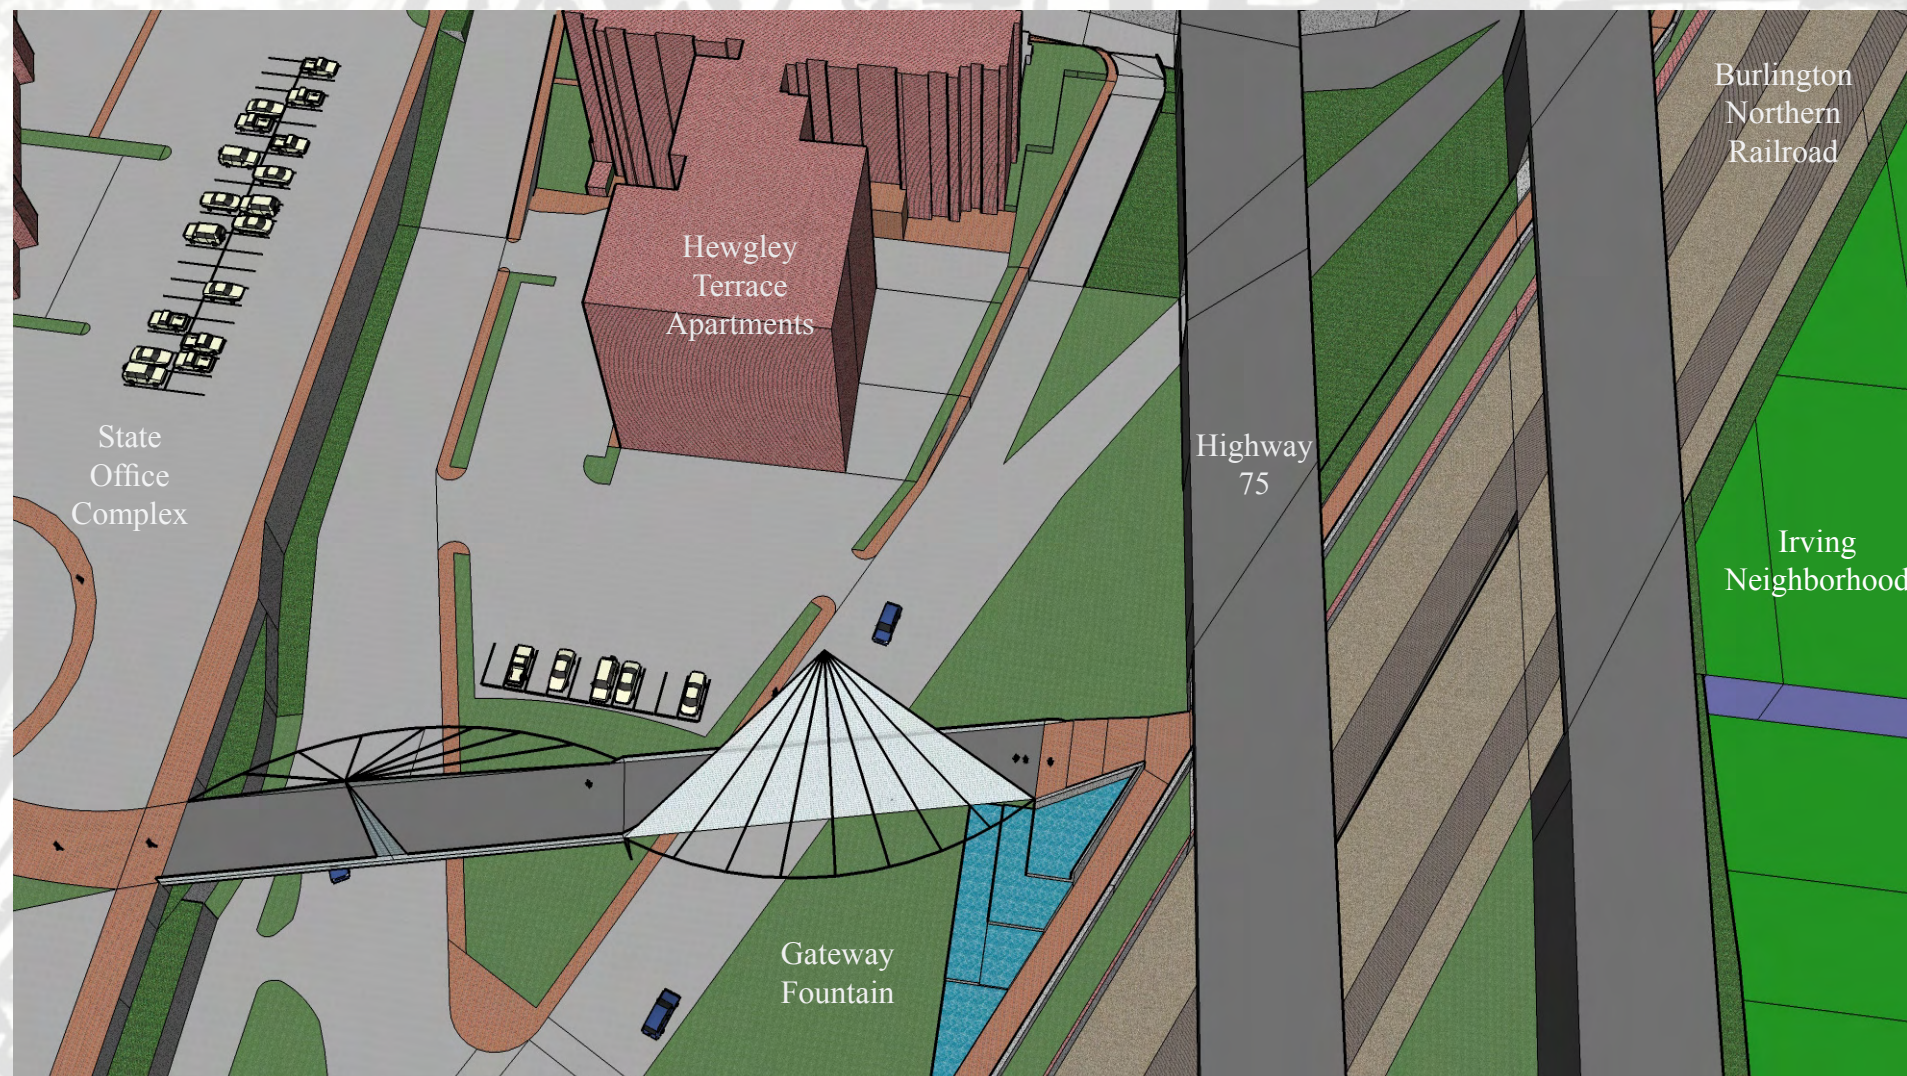 Burlington
Northern
Railroad
Hewgley
Terrace
Apartments
State
Office
Complex
Highway
75
Irving
Neighborhood
Gateway
Fountain